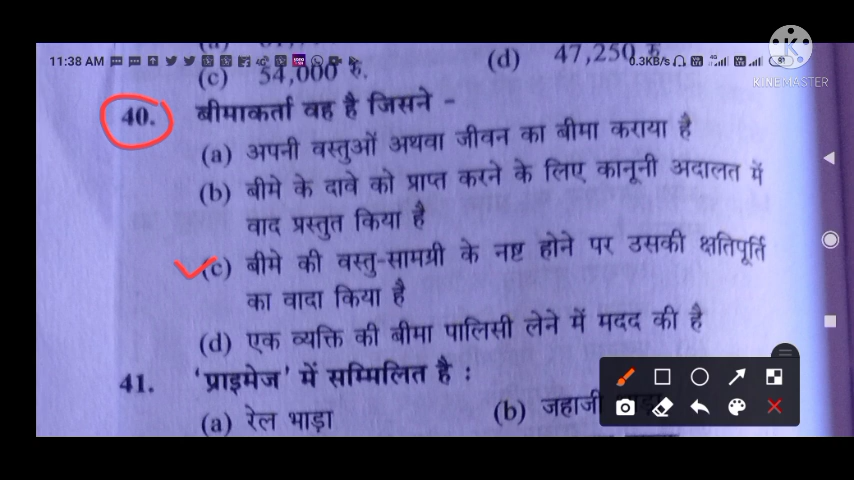 11:38 AM
0.3KB/s
KINEMASTER
(d) 47,250 रु.
(c) 54,000 रु.
40. बीमाकर्ता वह है जिसने -
(a) अपनी वस्तुओं अथवा जीवन का बीमा कराया है
(b) बीमे के दावे को प्राप्त करने के लिए कानूनी अदालत में
वाद प्रस्तुत किया है
(c) बीमे की वस्तु-सामग्री के नष्ट होने पर उसकी क्षतिपूर्ति
का वादा किया है
(d) एक व्यक्ति की बीमा पालिसी लेने में मदद की है
41. 'प्राइमेज' में सम्मिलित है :
(a) रेल भाड़ा
(b) जहाजी